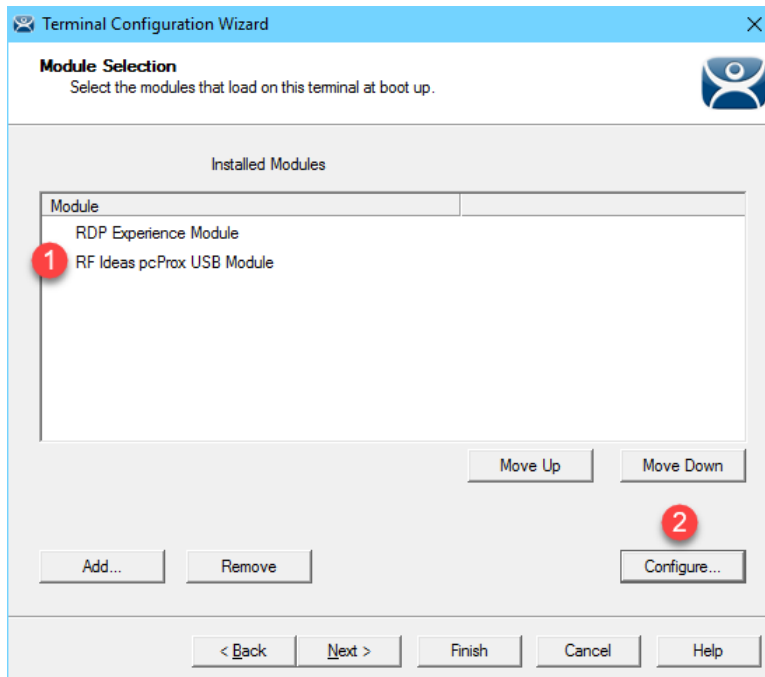 Terminal Configuration Wizard
Module Selection
Select the modules that load on this terminal at boot up.
Installed Modules
Module
RDP Experience Module
1 RF Ideas pcProx USB Module
Move Up Move Down
2
Add... Remove Configure...
< Back Next > Finish Cancel Help